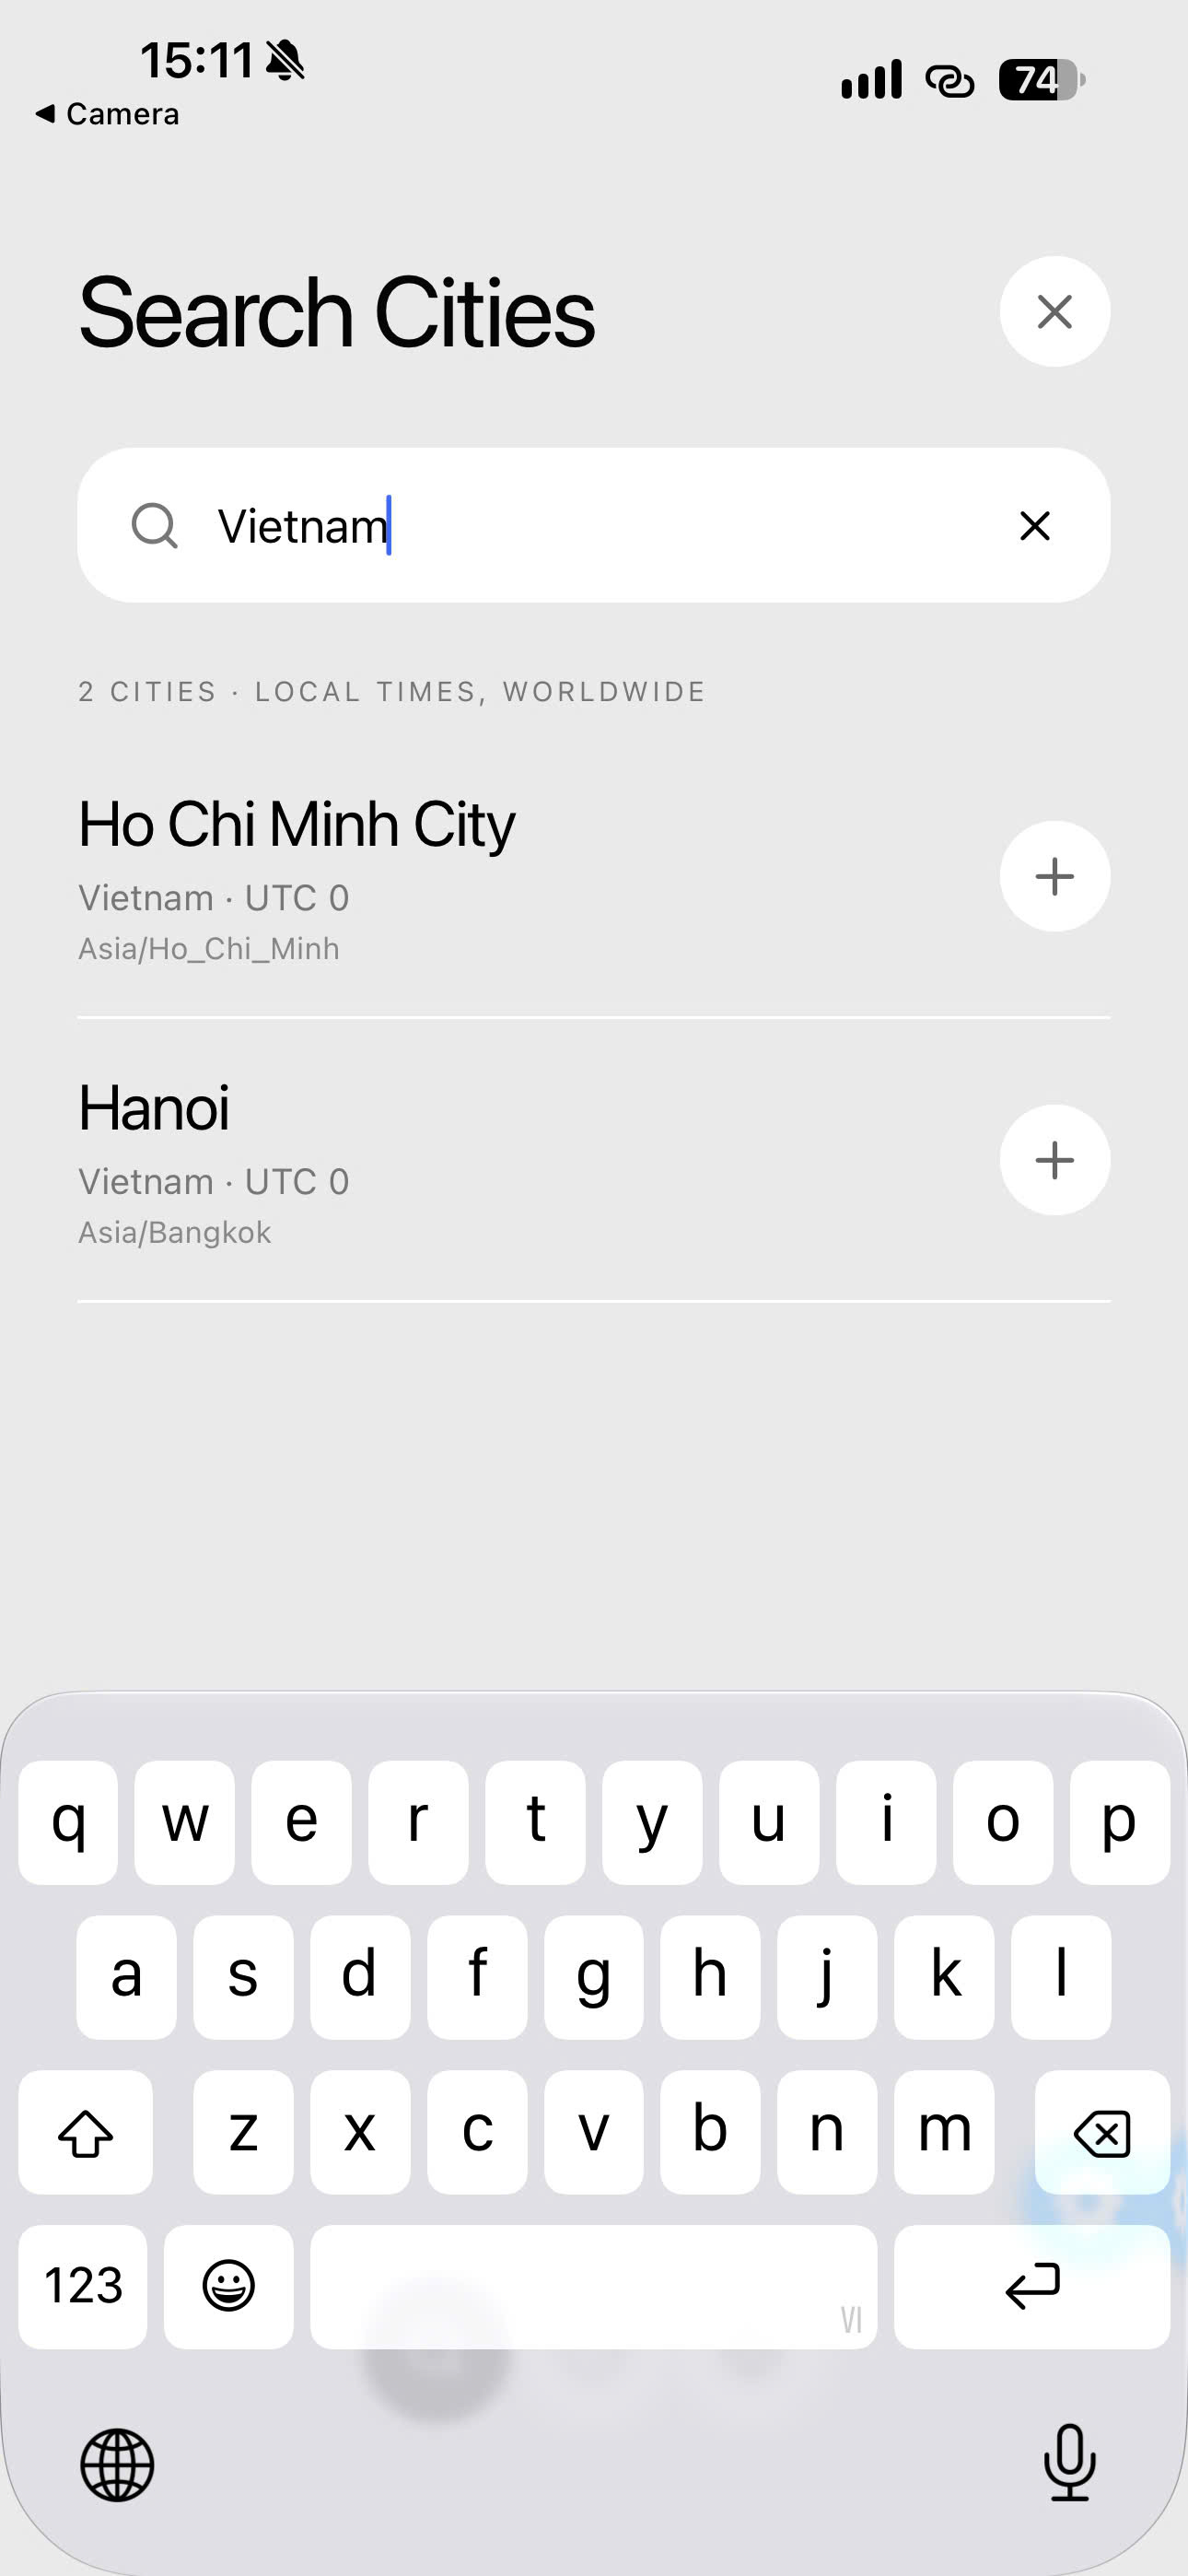 15:11
74
Camera
Search Cities
Vietnam
2 CITIES · LOCAL TIMES, WORLDWIDE
Ho Chi Minh City
Vietnam · UTC 0
Asia/Ho_Chi_Minh
Hanoi
Vietnam · UTC 0
Asia/Bangkok
q w e r t y u i o p
a s d f g h j k l
z x c v b n m
123
VI